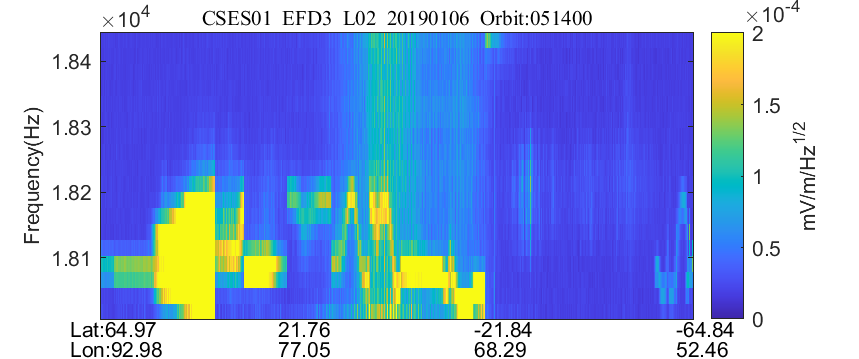 ×10⁴ CSES01 EFD3 L02 20190106 Orbit:051400 ×10⁻⁴
1.84
1.83
1.82
1.81
Frequency(Hz)
2
1.5
1
0.5
0
mV/m/Hz^1/2
Lat:64.97 21.76 -21.84 -64.84
Lon:92.98 77.05 68.29 52.46